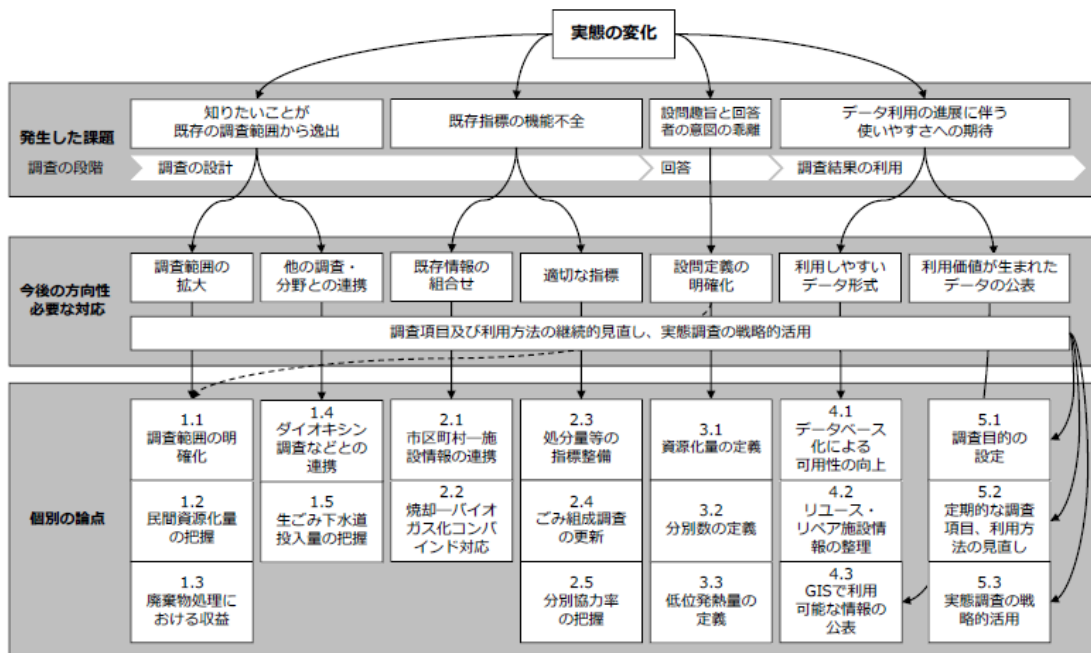 実態の変化
発生した課題
知りたいことが
既存の調査範囲から逸出
既存指標の機能不全
設問趣旨と回答
者の意図の乖離
データ利用の進展に伴う
使いやすさへの期待
調査の段階
調査の設計
回答
調査結果の利用
今後の方向性
必要な対応
調査範囲の
拡大
他の調査・
分野との連携
既存情報の
組合せ
適切な指標
設問定義の
明確化
利用しやすい
データ形式
利用価値が生まれた
データの公表
調査項目及び利用方法の継続的見直し、実態調査の戦略的活用
個別の論点
1.1
調査範囲の明
確化
1.2
民間資源化量
の把握
1.3
廃棄物処理に
おける収益
1.4
ダイオキシン
調査などとの
連携
1.5
生ごみ下水道
投入量の把握
2.1
市区町村―施
設情報の連携
2.2
焼却―バイオ
ガス化コンバ
インド対応
2.3
処分量等の
指標整備
2.4
ごみ組成調査
の更新
2.5
分別協力率
の把握
3.1
資源化量の定義
3.2
分別数の定義
3.3
低位発熱量の
定義
4.1
データベース
化による
可用性の向上
4.2
リユース・
リペア施設情
報の整理
4.3
GISで利用
可能な情報の
公表
5.1
調査目的の
設定
5.2
定期的な調査
項目、利用方
法の見直し
5.3
実態調査の戦
略的活用